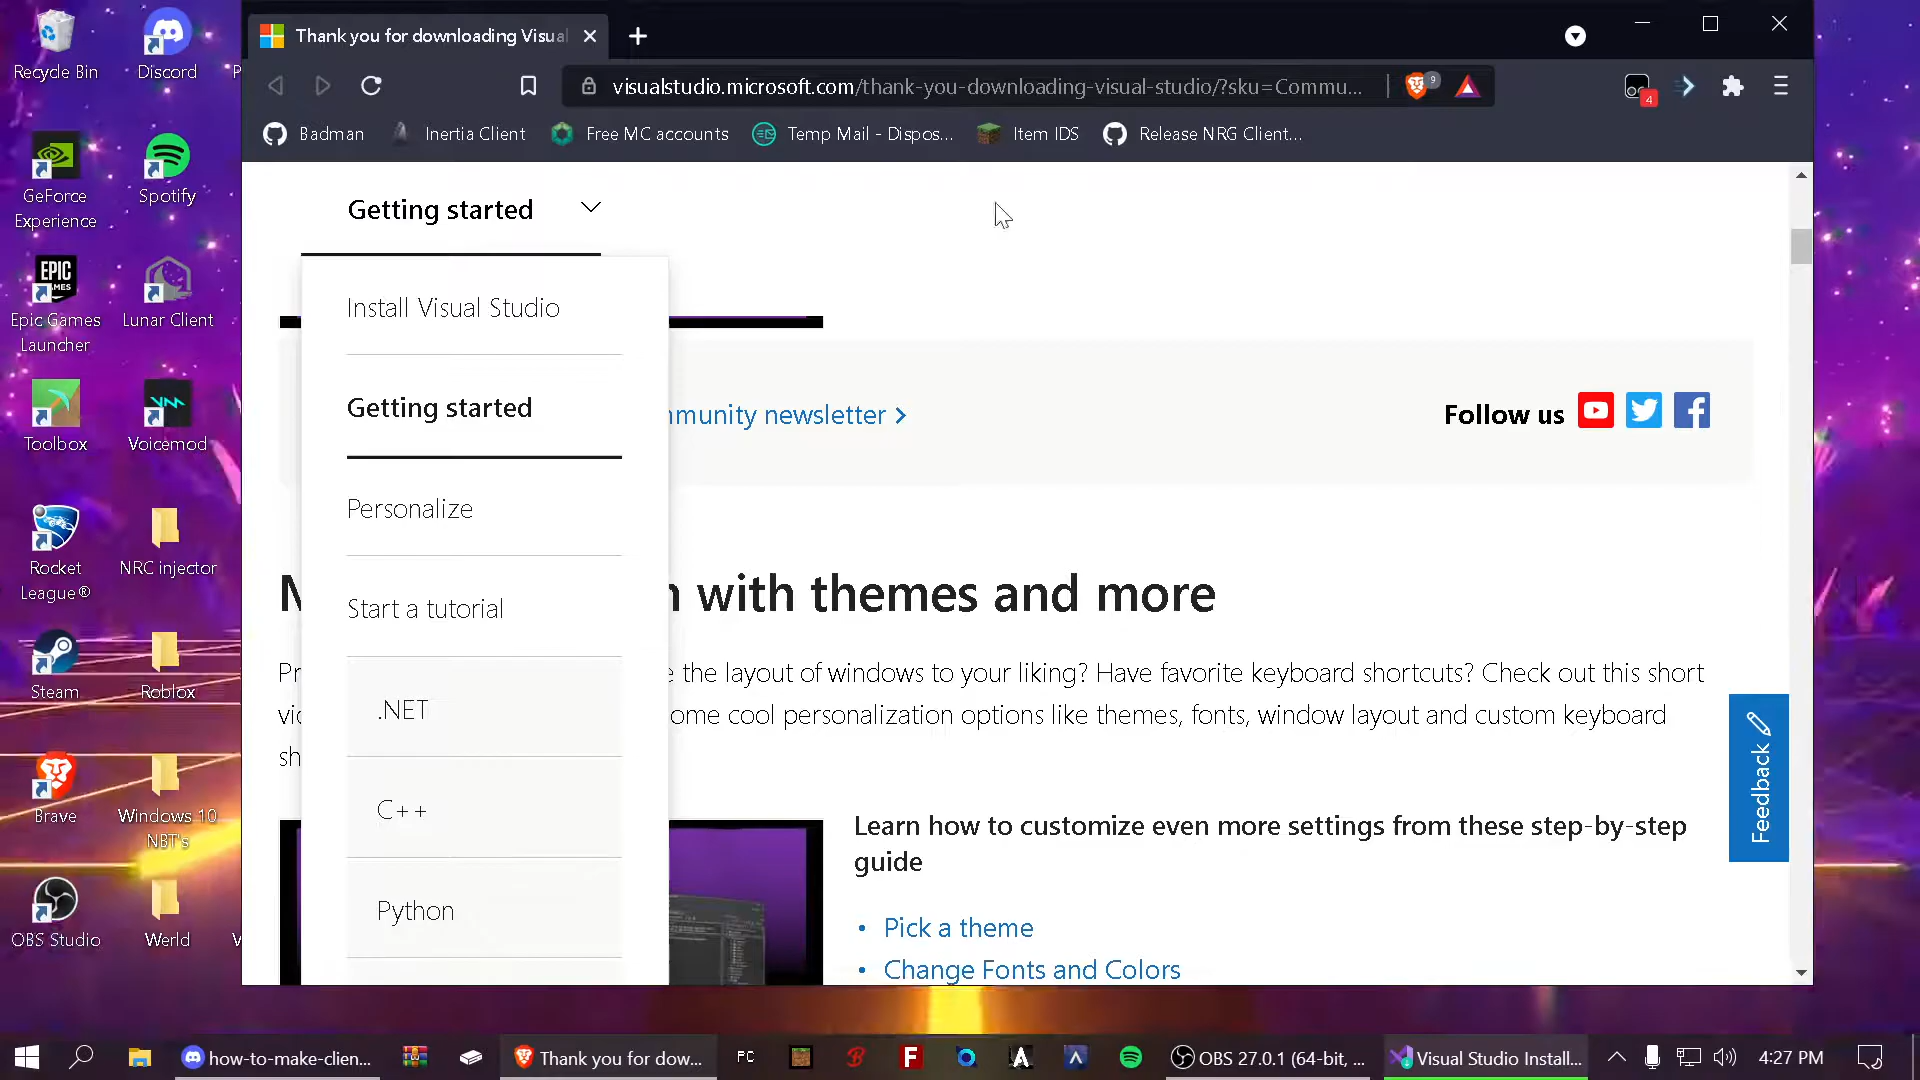 Recycle Bin
Discord
P
GeForce
Experience
Spotify
EPIC
GAMES
Epic Games
Launcher
Lunar Client
Toolbox
Voicemod
Rocket
League®
NRC injector
Steam
Roblox
Brave
Windows 10
NBT's
OBS Studio
Werld
Thank you for downloading Visual
visualstudio.microsoft.com/thank-you-downloading-visual-studio/?sku=Commu...
9
4
Badman
Inertia Client
Free MC accounts
Temp Mail - Dispos...
Item IDS
Release NRG Client...
Getting started
Install Visual Studio
Getting started
Personalize
Start a tutorial
.NET
C++
Python
mmunity newsletter
Follow us
with themes and more
e the layout of windows to your liking? Have favorite keyboard shortcuts? Check out this short
ome cool personalization options like themes, fonts, window layout and custom keyboard
sh
Learn how to customize even more settings from these step-by-step
guide
• Pick a theme
• Change Fonts and Colors
Feedback
how-to-make-clien...
Thank you for dow...
PC
OBS 27.0.1 (64-bit, ...
Visual Studio Install...
4:27 PM